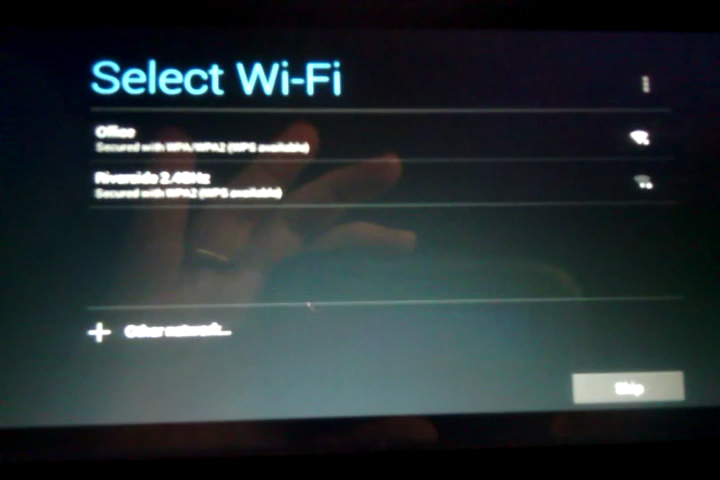 Select Wi-Fi
Office
Secured with WPA/WPA2 (WPS available)
Riverside 2.4GHz
Secured with WPA2 (WPS available)
Other network...
Skip